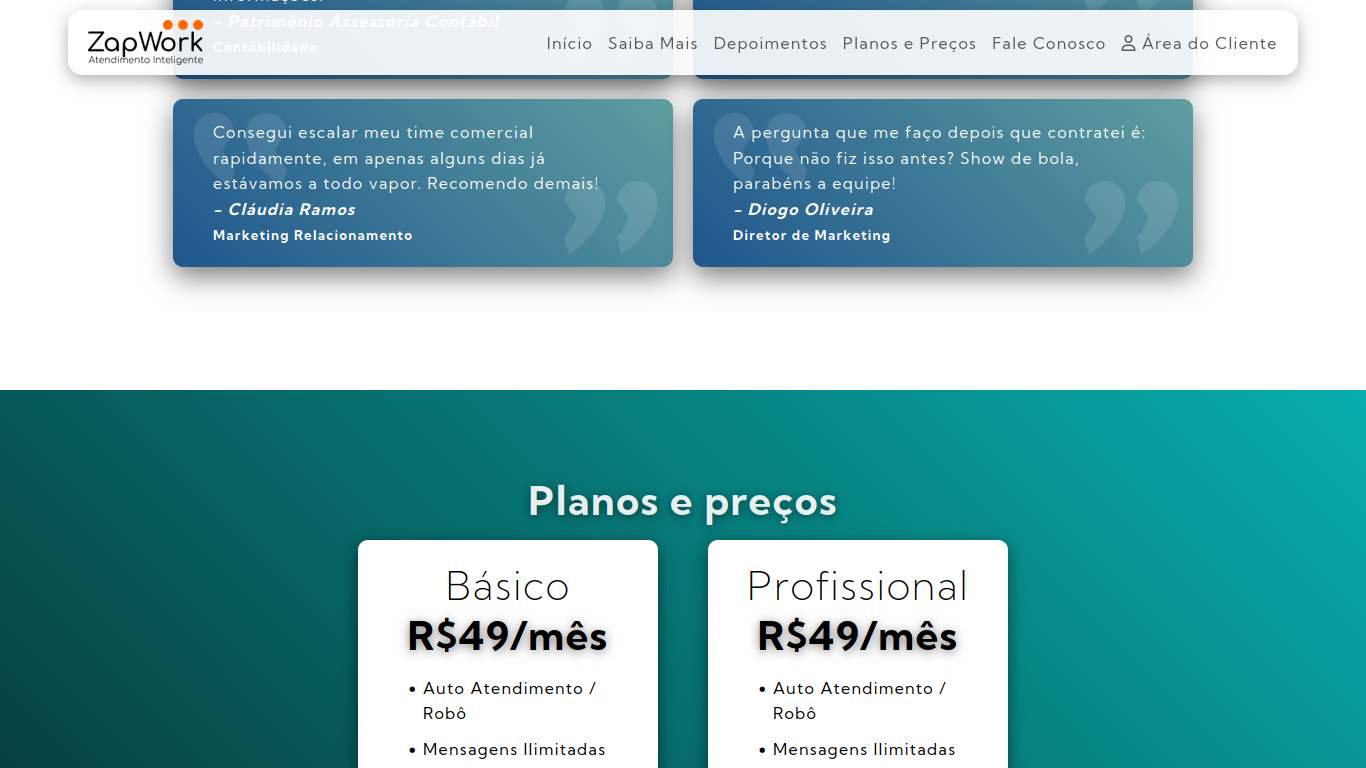 – Patrimônio Assessoria Contábil
Contabilidade
ZapWork
Atendimento Inteligente
Início
Saiba Mais
Depoimentos
Planos e Preços
Fale Conosco
Área do Cliente
Consegui escalar meu time comercial
rapidamente, em apenas alguns dias já
estávamos a todo vapor. Recomendo demais!
– Cláudia Ramos
Marketing Relacionamento
A pergunta que me faço depois que contratei é:
Porque não fiz isso antes? Show de bola,
parabéns a equipe!
– Diogo Oliveira
Diretor de Marketing
Planos e preços
Básico
R$49/mês
• Auto Atendimento /
Robô
• Mensagens Ilimitadas
Profissional
R$49/mês
• Auto Atendimento /
Robô
• Mensagens Ilimitadas